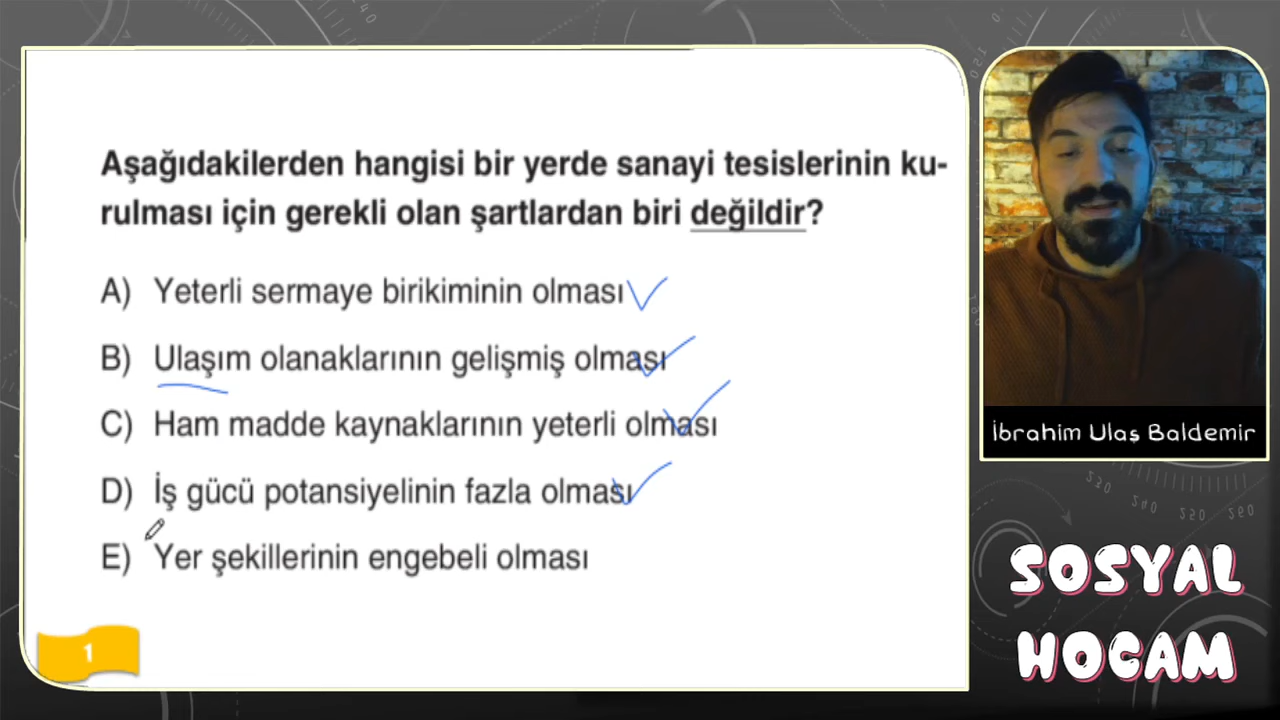 Aşağıdakilerden hangisi bir yerde sanayi tesislerinin ku-
rulması için gerekli olan şartlardan biri değildir?
A) Yeterli sermaye birikiminin olması
B) Ulaşım olanaklarının gelişmiş olması
C) Ham madde kaynaklarının yeterli olması
D) İş gücü potansiyelinin fazla olması
E) Yer şekillerinin engebeli olması
1
İbrahim Ulaş Baldemir
SOSYAL
HOCAM